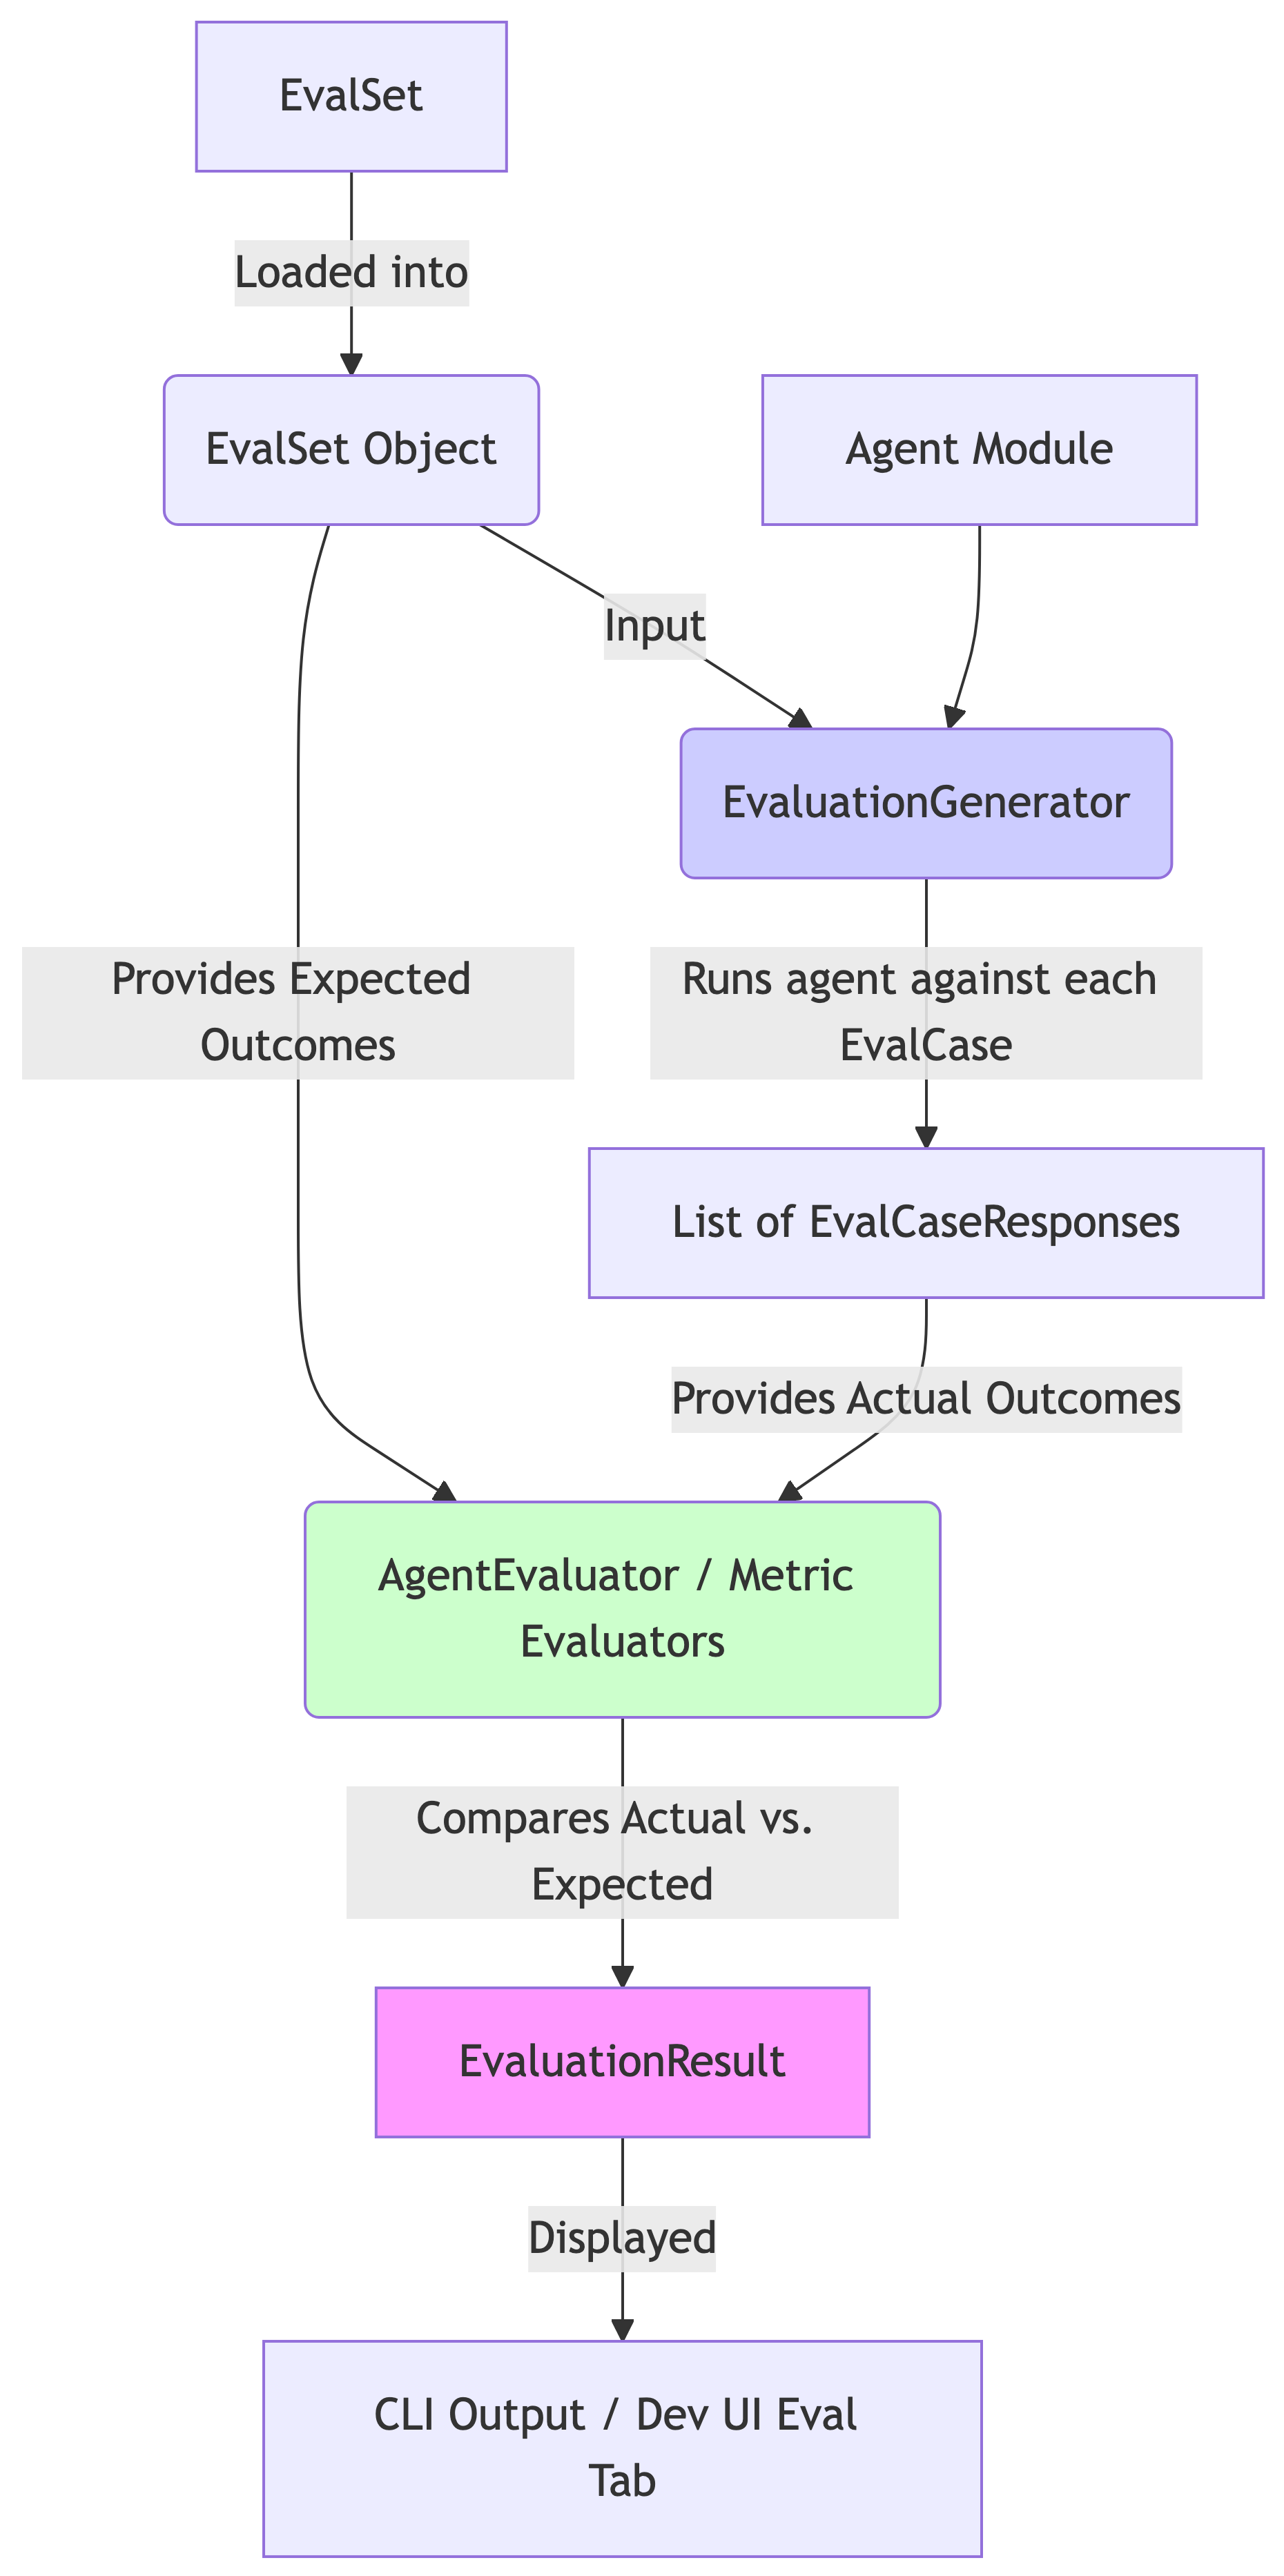 EvalSet
Loaded into
EvalSet Object
Agent Module
Input
EvaluationGenerator
Provides Expected
Outcomes
Runs agent against each
EvalCase
List of EvalCaseResponses
Provides Actual Outcomes
AgentEvaluator / Metric
Evaluators
Compares Actual vs.
Expected
EvaluationResult
Displayed
CLI Output / Dev UI Eval
Tab